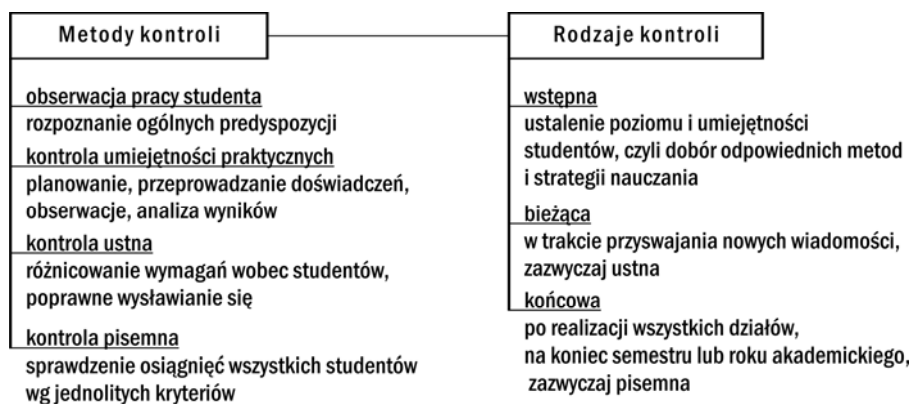 Metody kontroli
obserwacja pracy studenta
rozpoznanie ogólnych predyspozycji
kontrola umiejętności praktycznych
planowanie, przeprowadzanie doświadczeń,
obserwacje, analiza wyników
kontrola ustna
różnicowanie wymagań wobec studentów,
poprawne wysławianie się
kontrola pisemna
sprawdzenie osiągnięć wszystkich studentów
wg jednolitych kryteriów
Rodzaje kontroli
wstępna
ustalenie poziomu i umiejętności
studentów, czyli dobór odpowiednich metod
i strategii nauczania
bieżąca
w trakcie przyswajania nowych wiadomości,
zazwyczaj ustna
końcowa
po realizacji wszystkich działów,
na koniec semestru lub roku akademickiego,
zazwyczaj pisemna